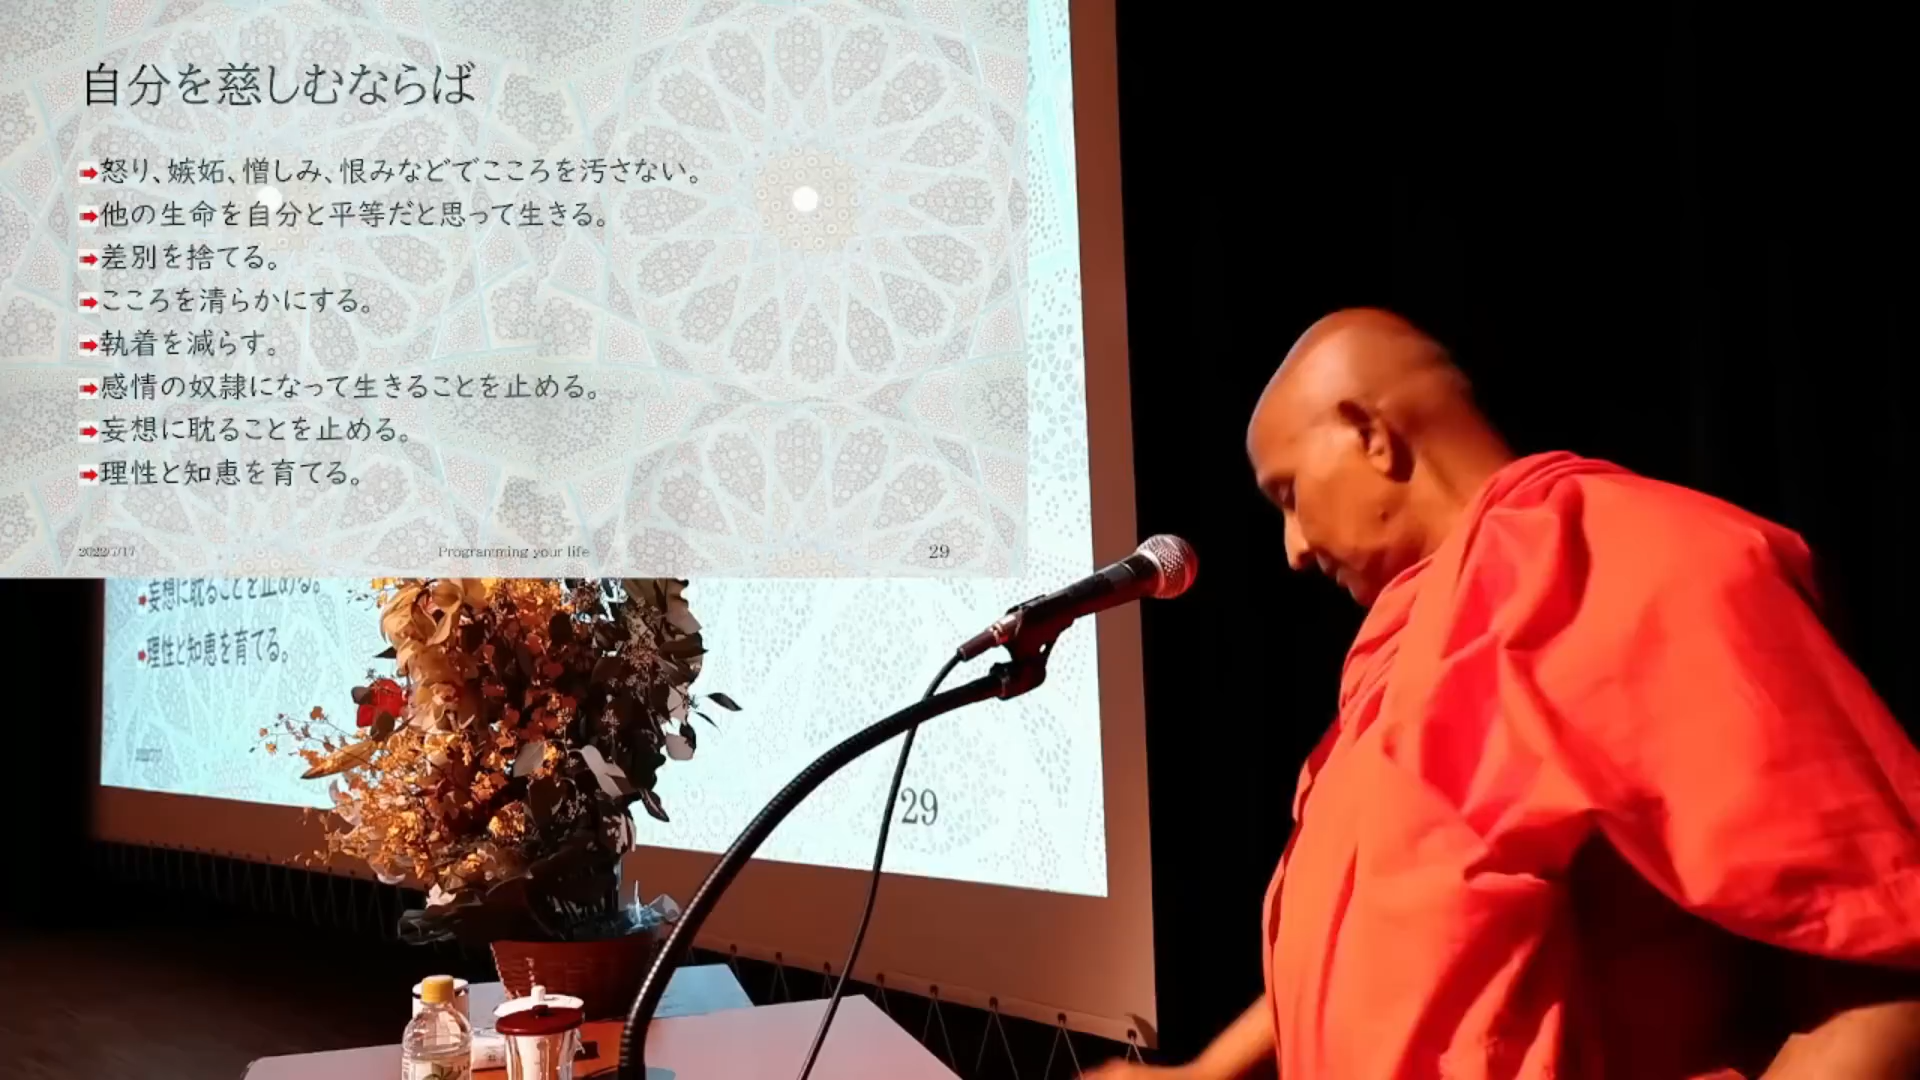 自分を慈しむならば
怒り、嫉妬、憎しみ、恨みなどでこころを汚さない。
他の生命を自分と平等だと思って生きる。
差別を捨てる。
こころを清らかにする。
執着を減らす。
感情の奴隷になって生きることを止める。
妄想に耽ることを止める。
理性と知恵を育てる。
2022/7/17
Programming your life
29
妄想に耽ることを止める。
理性と知恵を育てる。
29